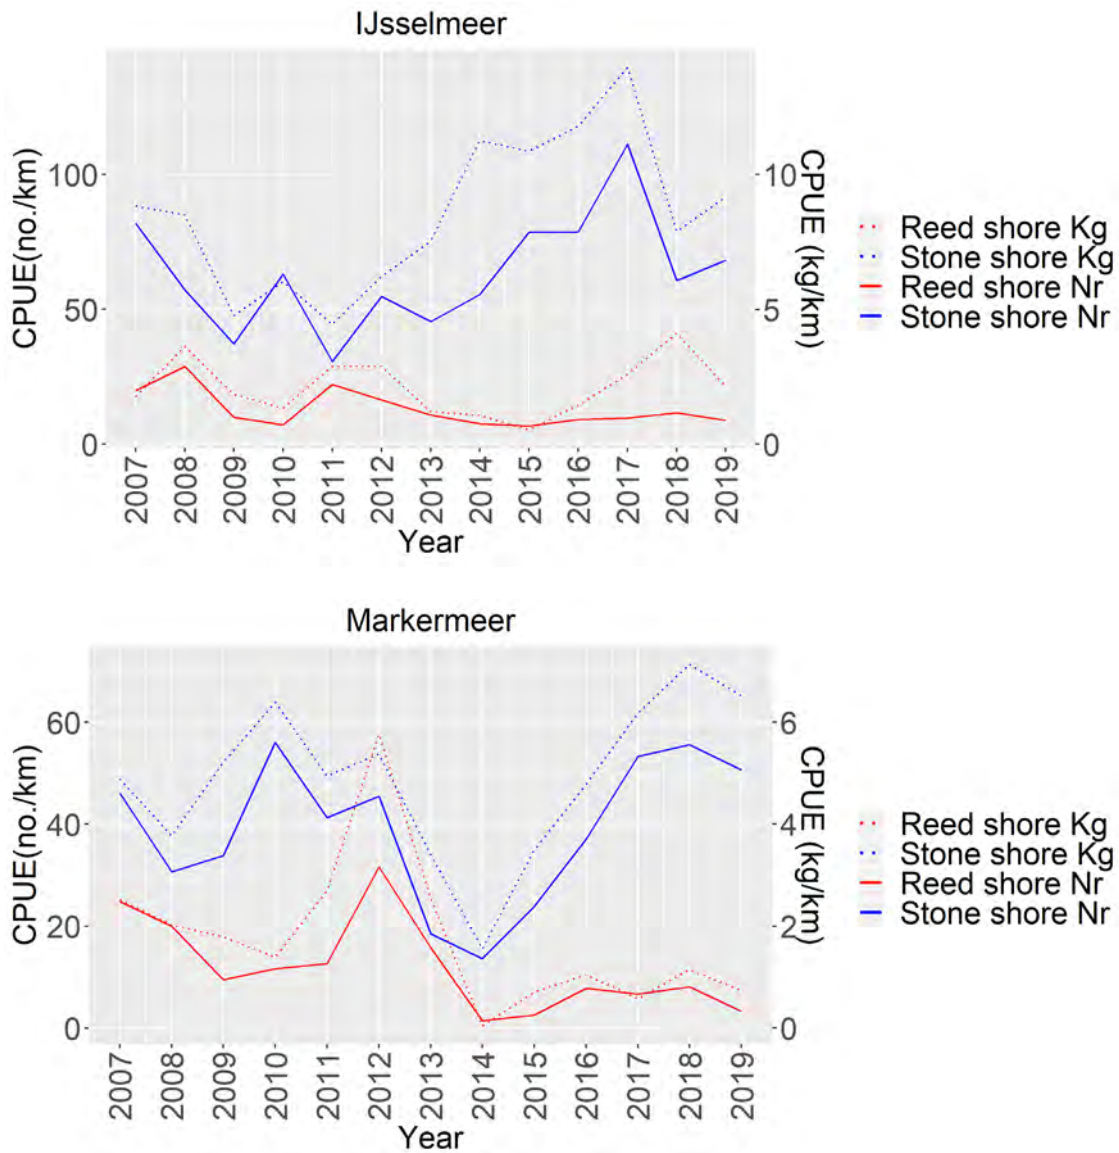 IJsselmeer
CPUE(no./km)
100
50
0
CPUE (kg/km)
10
5
0
2007
2008
2009
2010
2011
2012
2013
2014
2015
2016
2017
2018
2019
Year
Reed shore Kg
Stone shore Kg
Reed shore Nr
Stone shore Nr
Markermeer
CPUE(no./km)
60
40
20
0
CPUE (kg/km)
6
4
2
0
2007
2008
2009
2010
2011
2012
2013
2014
2015
2016
2017
2018
2019
Year
Reed shore Kg
Stone shore Kg
Reed shore Nr
Stone shore Nr